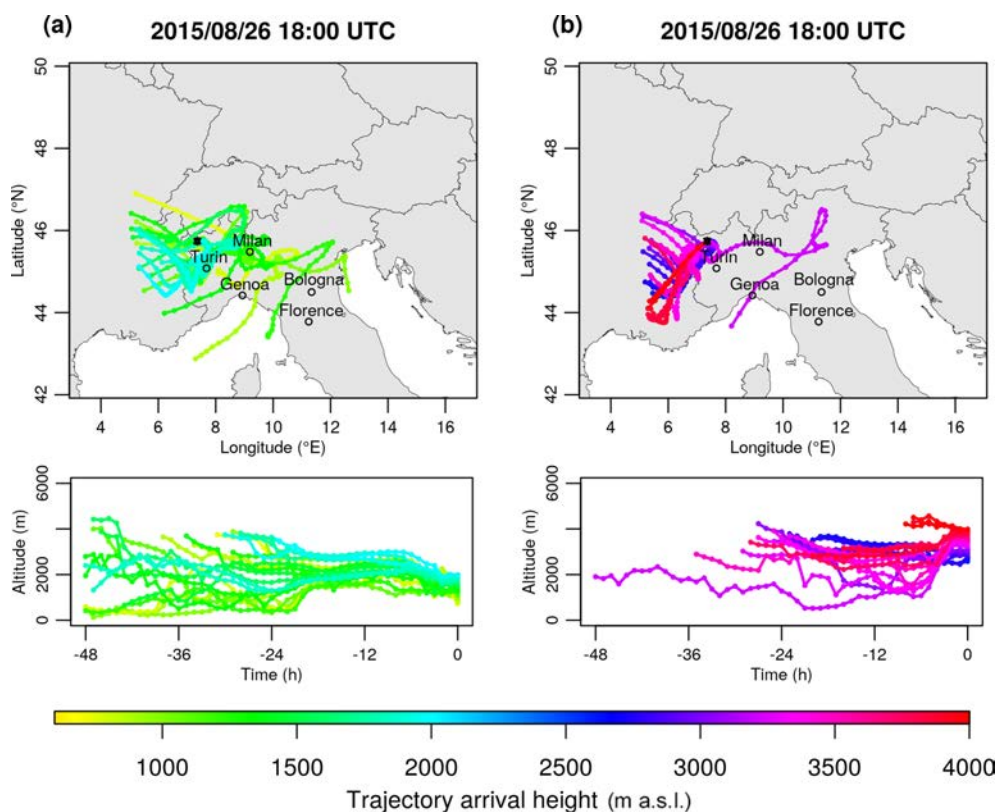 (a) 2015/08/26 18:00 UTC
50
48
46
44
42
Latitude (°N)
Milan
Turin
Genoa
Bologna
Florence
4 6 8 10 12 14 16
Longitude (°E)
6000
2000
0
Altitude (m)
-48 -36 -24 -12 0
Time (h)
(b) 2015/08/26 18:00 UTC
50
48
46
44
42
Latitude (°N)
Milan
Turin
Genoa
Bologna
Florence
4 6 8 10 12 14 16
Longitude (°E)
6000
2000
0
Altitude (m)
-48 -36 -24 -12 0
Time (h)
1000 1500 2000 2500 3000 3500 4000
Trajectory arrival height (m a.s.l.)